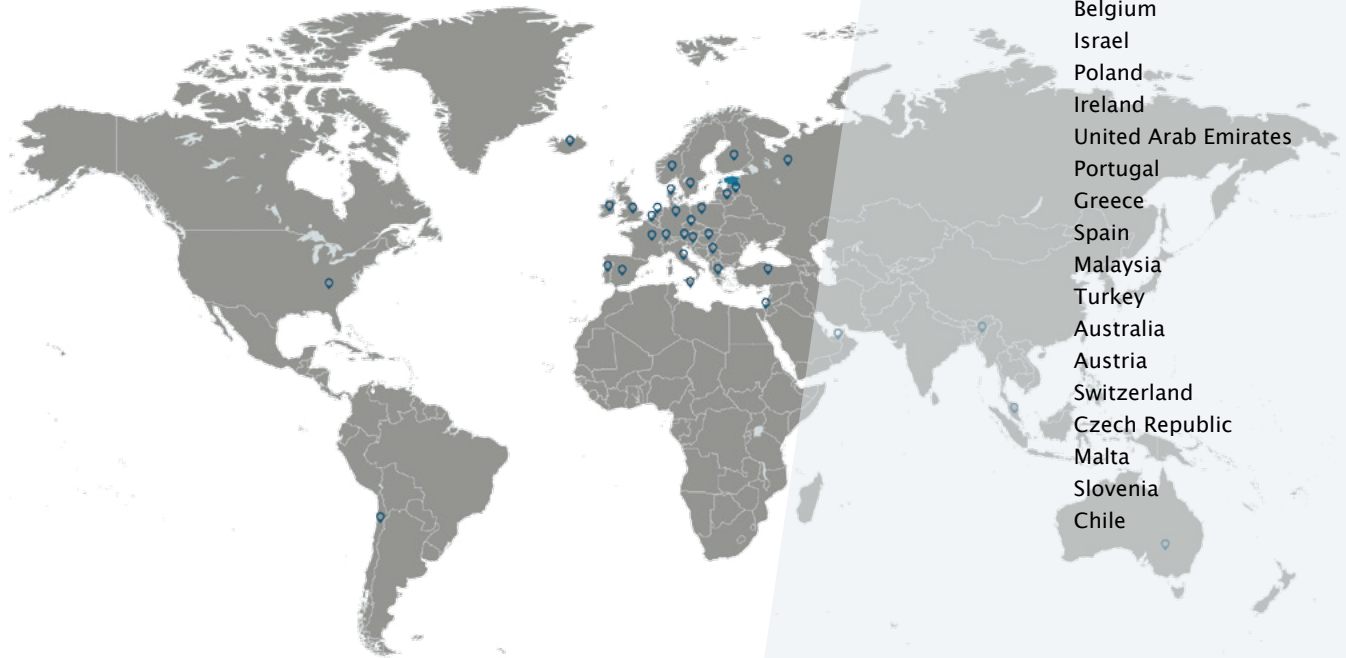 Belgium
Israel
Poland
Ireland
United Arab Emirates
Portugal
Greece
Spain
Malaysia
Turkey
Australia
Austria
Switzerland
Czech Republic
Malta
Slovenia
Chile